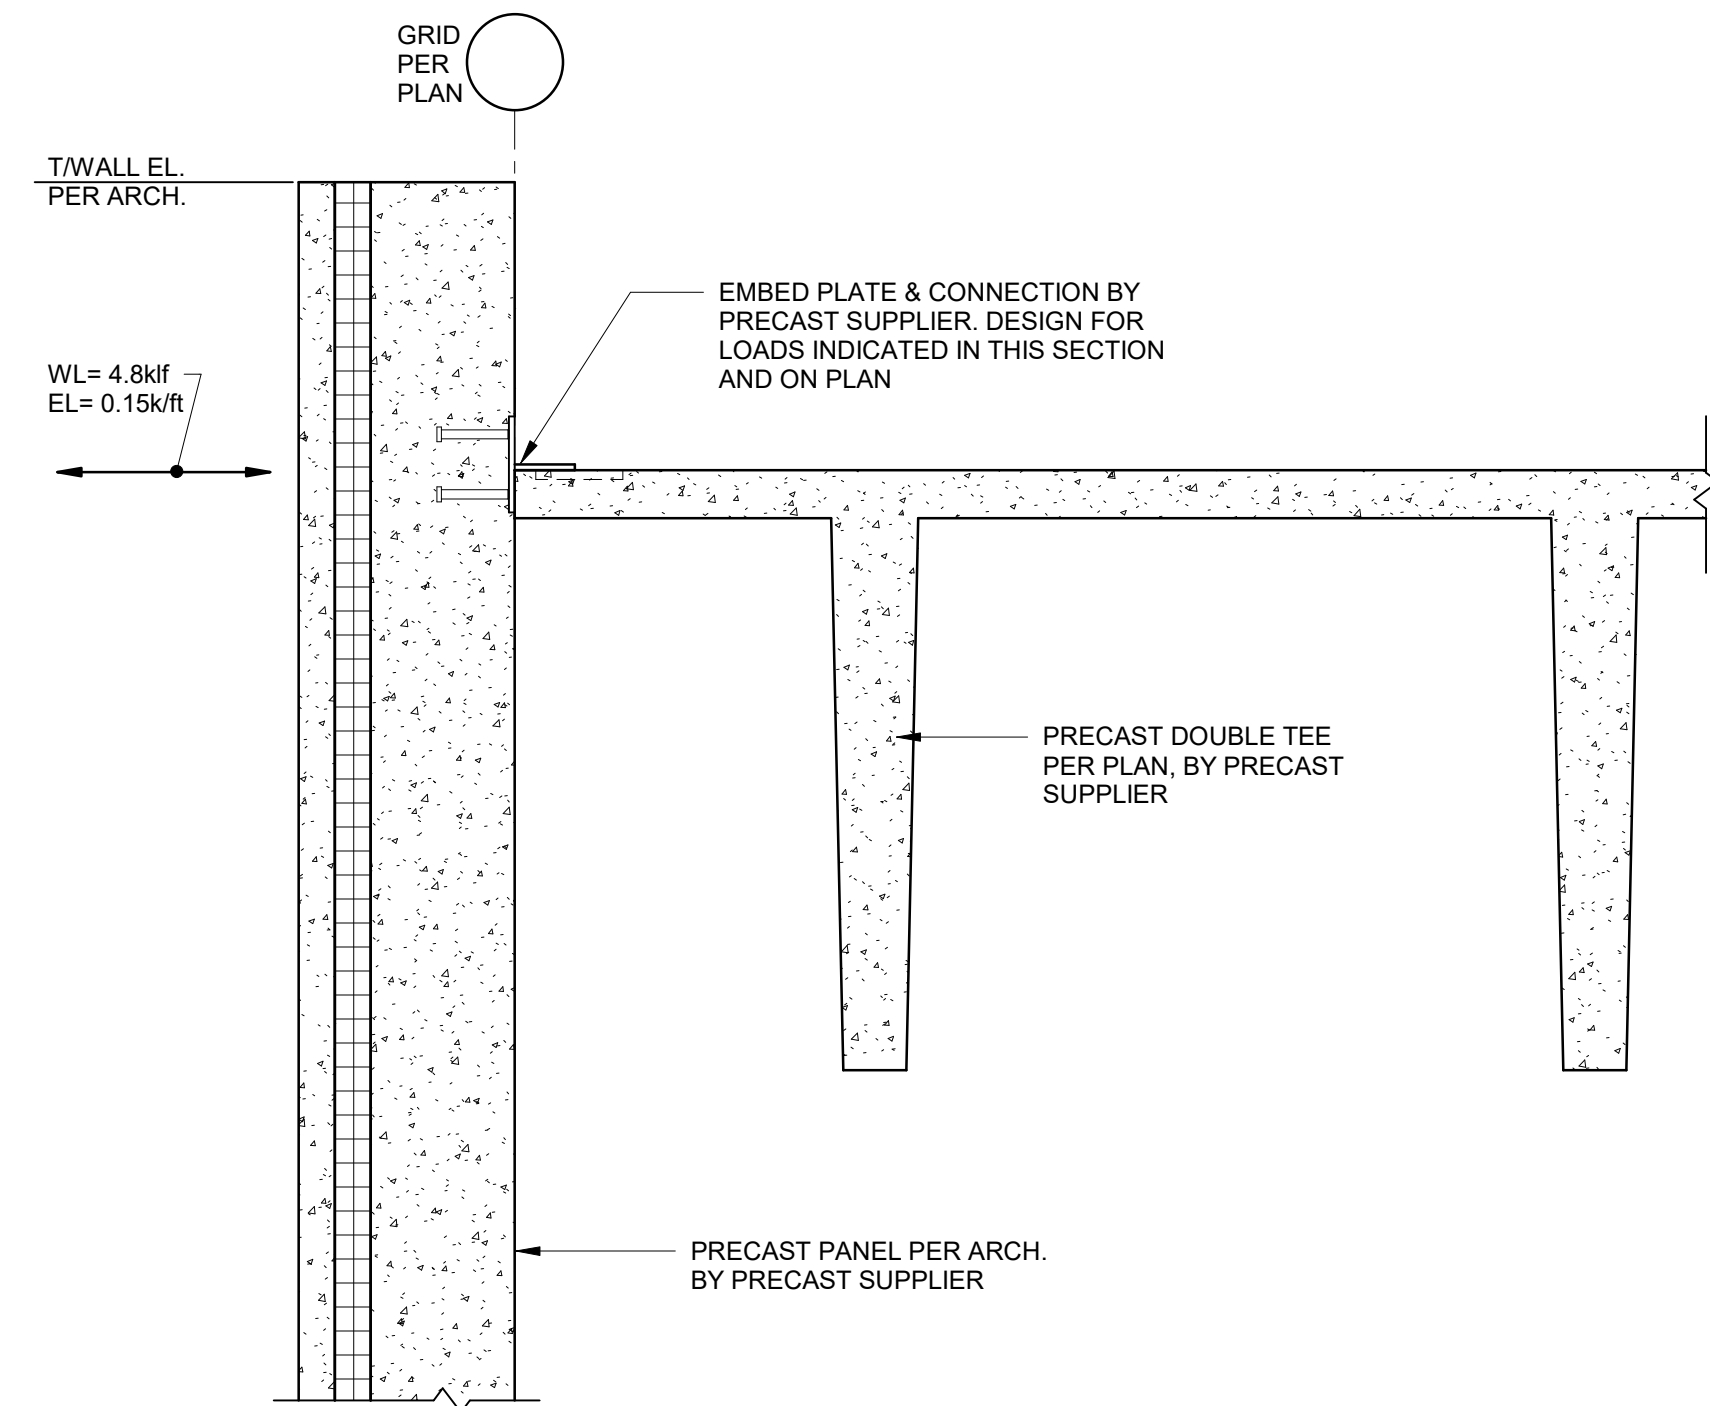 GRID
PER
PLAN
T/WALL EL.
PER ARCH.
EMBED PLATE & CONNECTION BY
PRECAST SUPPLIER. DESIGN FOR
LOADS INDICATED IN THIS SECTION
AND ON PLAN
WL= 4.8klf
EL= 0.15k/ft
PRECAST DOUBLE TEE
PER PLAN, BY PRECAST
SUPPLIER
PRECAST PANEL PER ARCH.
BY PRECAST SUPPLIER